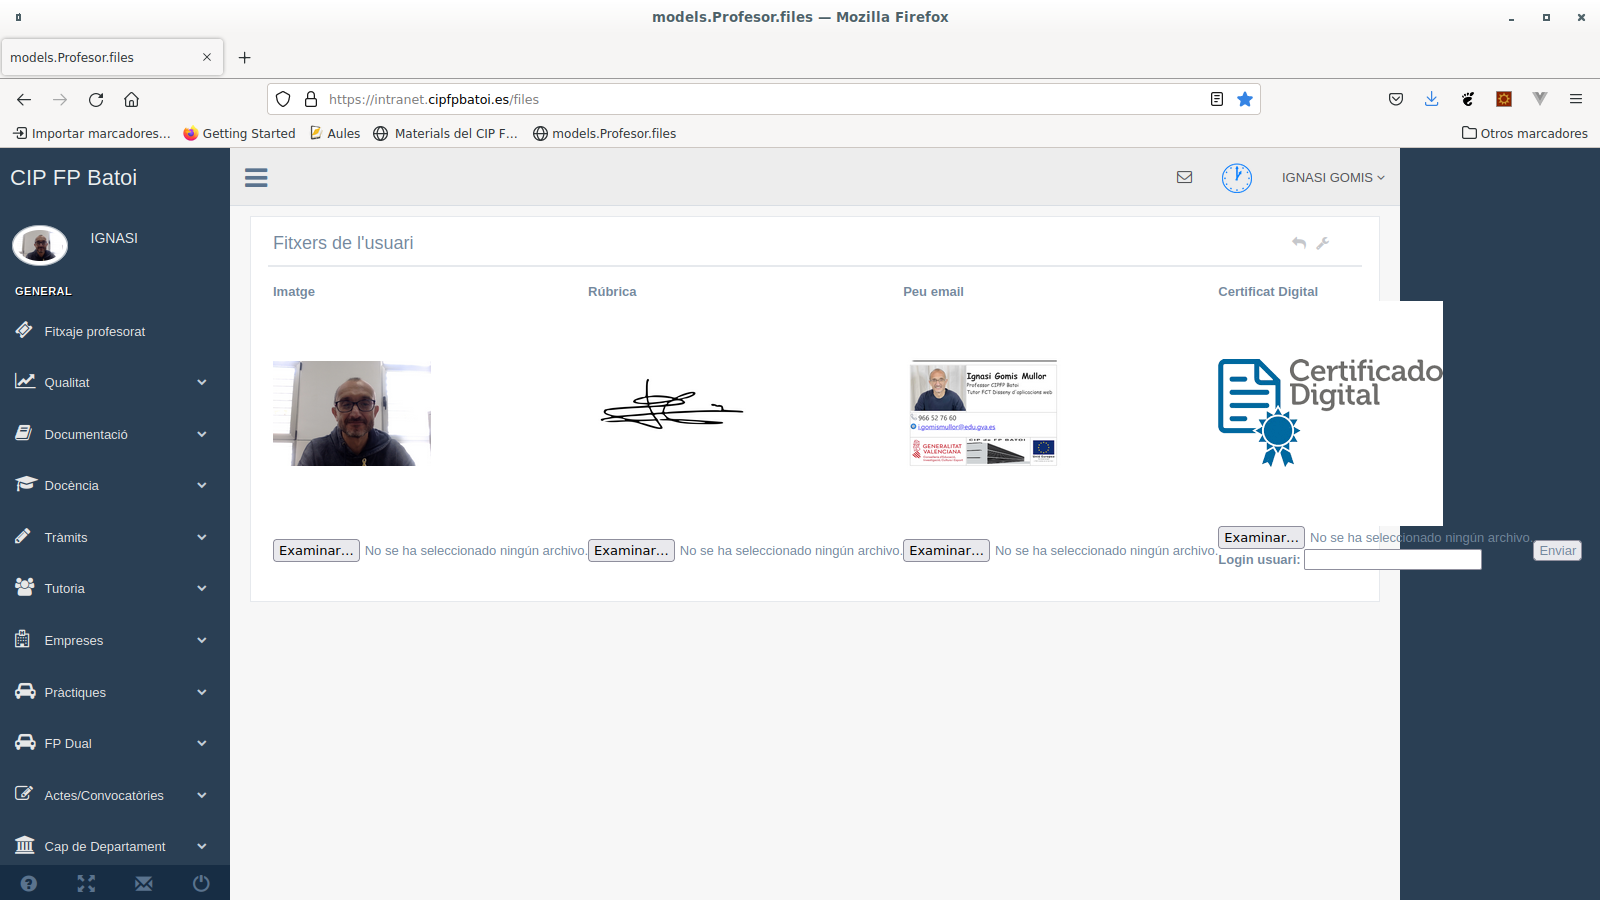 models.Profesor.files — Mozilla Firefox
models.Profesor.files
https://intranet.cipfpbatoi.es/files
Importar marcadores... Getting Started Aules Materials del CIP F... models.Profesor.files Otros marcadores
CIP FP Batoi
IGNASI GOMIS
IGNASI
Fitxers de l'usuari
GENERAL
Imatge Rúbrica Peu email Certificat Digital
Fitxaje profesorat
Qualitat
Documentació
Docència
Tràmits
Tutoria
Empreses
Pràctiques
FP Dual
Actes/Convocatòries
Cap de Departament
Ignasi Gomis Mullor
Professor CIPFP Batoi
Tutor FCT Disseny d'aplicacions web
966 52 76 60
i.gomismullor@edu.gva.es
CIP de FP BATOI
GENERALITAT
VALENCIANA
Certificado
Digital
Examinar... No se ha seleccionado ningún archivo. Examinar... No se ha seleccionado ningún archivo. Examinar... No se ha seleccionado ningún archivo. Examinar... No se ha seleccionado ningún archivo.
Login usuari: Enviar